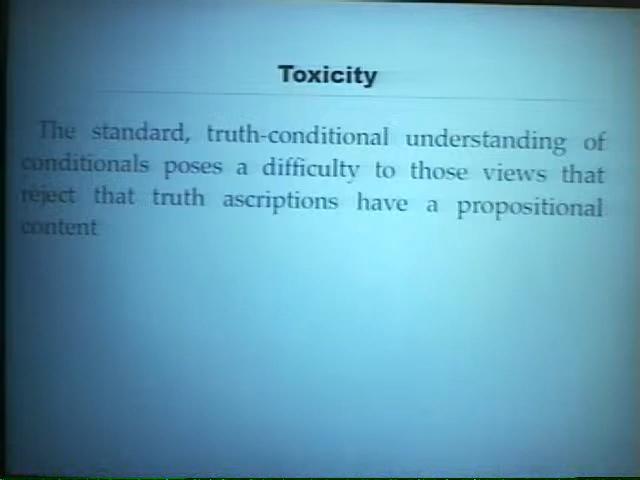 Toxicity
The standard, truth-conditional understanding of
conditionals poses a difficulty to those views that
reject that truth ascriptions have a propositional
content